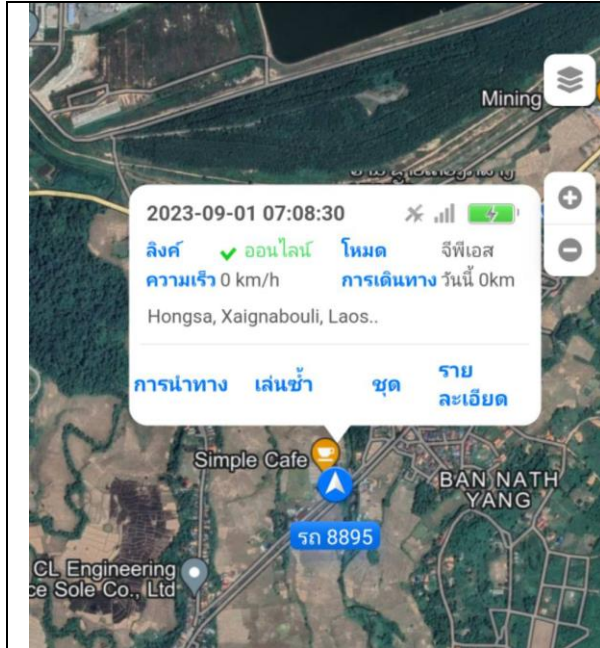 Mining
2023-09-01 07:08:30
ลิงค์ ออนไลน์ โหมด จีพีเอส
ความเร็ว 0 km/h การเดินทาง วันนี้ 0km
Hongsa, Xaignabouli, Laos..
การนำทาง เล่นซ้ำ ชุด ราย
ละเอียด
Simple Cafe
BAN NATH
YANG
รถ 8895
CL Engineering
ce Sole Co., Ltd